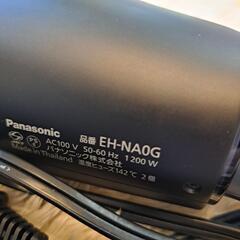 Panasonic 品番 EH-NA0G
AC100 V 50-60 Hz 1200 W
パナソニック株式会社
Made in Thailand 温度ヒューズ142℃ 2個